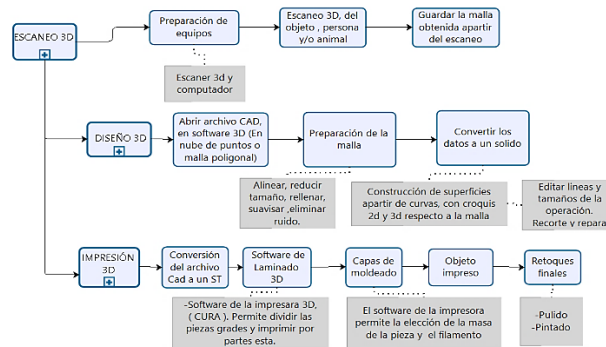 ESCANEO 3D
Preparación de
equipos
Escaneo 3D, del
objeto , persona
y/o animal
Guardar la malla
obtenida apartir
del escaneo
Escaner 3d y
computador
DISEÑO 3D
Abrir archivo CAD,
en software 3D (En
nube de puntos o
malla poligonal)
Preparación de la
malla
Convertir los
datos a un solido
Alinear, reducir
tamaño, rellenar,
suavisar ,eliminar
ruido.
Construcción de superficies
apartir de curvas, con croquis
2d y 3d respecto a la malla
Editar lineas y
tamaños de la
operación.
Recorte y repara
IMPRESIÓN
3D
Conversión
del archivo
Cad a un ST
Software de
Laminado
3D
Capas de
moldeado
Objeto
impreso
Retoques
finales
-Software de la impresara 3D,
( CURA ). Permite dividir las
piezas grades y imprimir por
partes esta.
El software de la impresora
permite la elección de la masa
de la pieza y el filamento
-Pulido
-Pintado